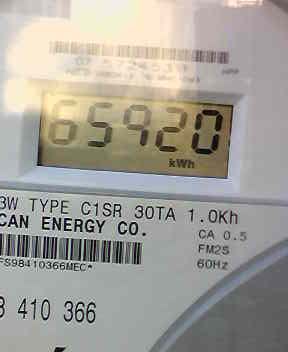 65920
kWh
3W TYPE C1SR 30TA 1.0Kh
CAN ENERGY CO.
CA 0.5
FM2S
60Hz
FS98410366MEC*
8 410 366